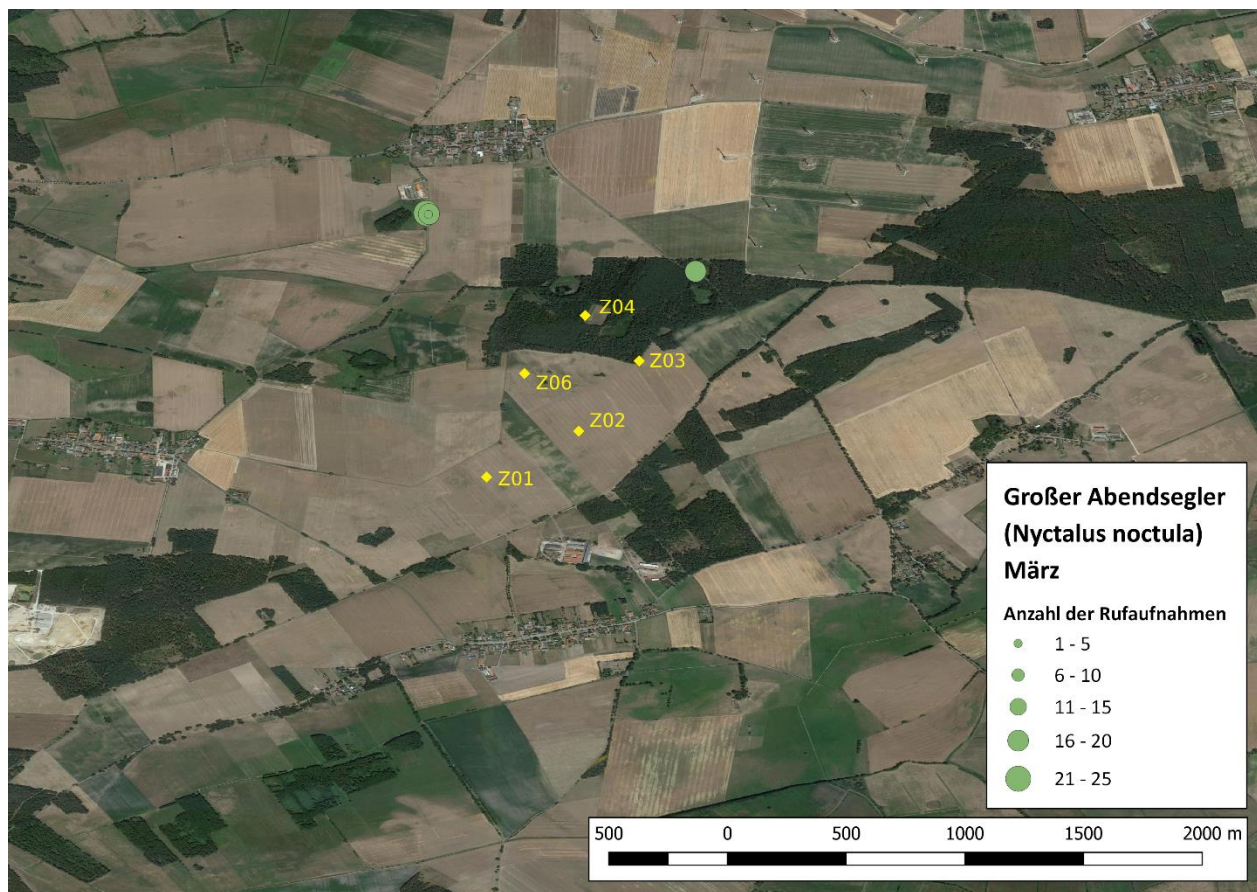 Z04
Z03
Z06
Z02
Z01
Großer Abendsegler
(Nyctalus noctula)
März
Anzahl der Rufaufnahmen
1 - 5
6 - 10
11 - 15
16 - 20
21 - 25
500 0 500 1000 1500 2000 m